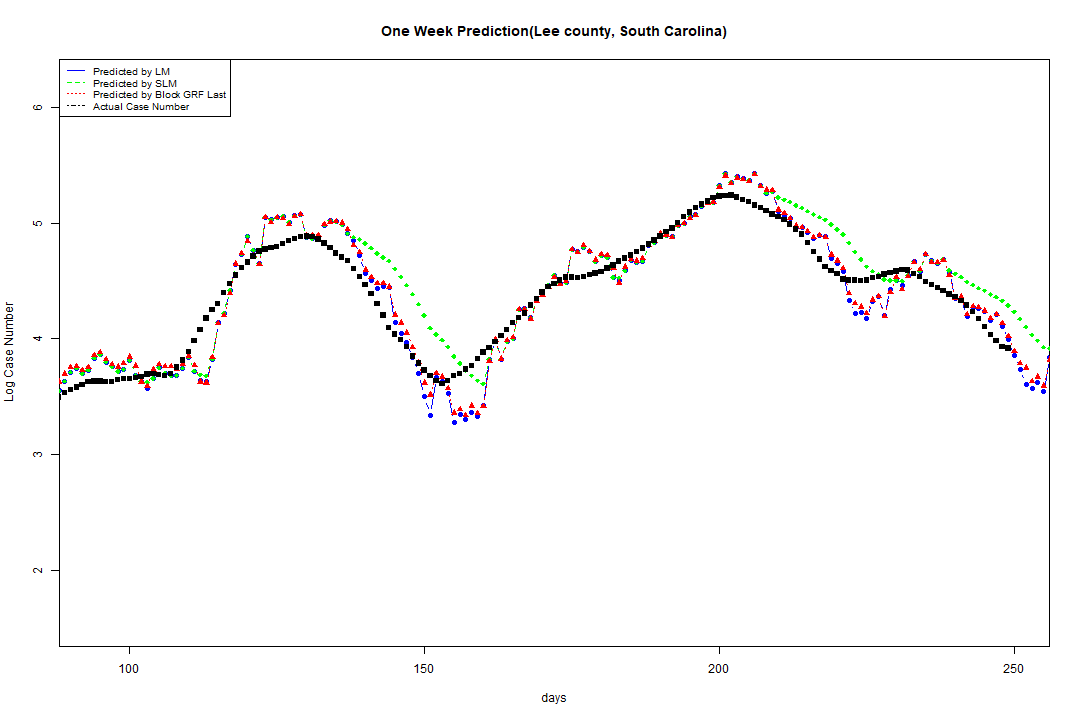 One Week Prediction(Lee county, South Carolina)
Predicted by LM
Predicted by SLM
Predicted by Block GRF Last
Actual Case Number
6
5
4
3
2
Log Case Number
100 150 200 250
days